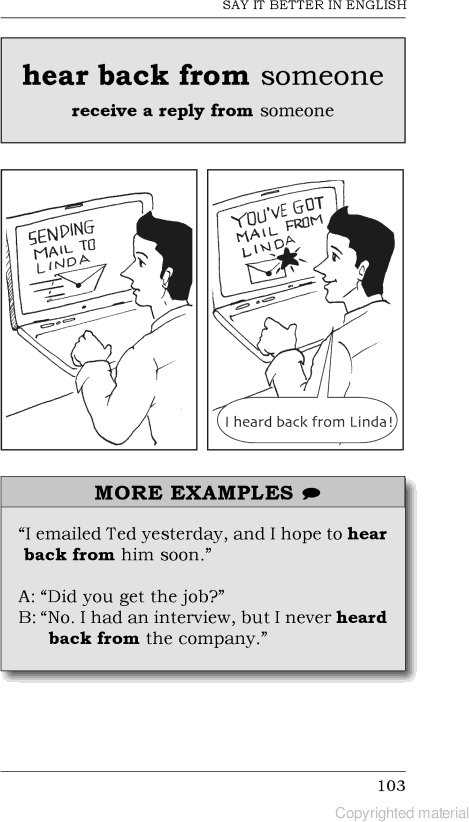 SAY IT BETTER IN ENGLISH
hear back from someone
receive a reply from someone
SENDING
MAIL TO
LINDA
YOU'VE GOT
MAIL FROM
LINDA
I heard back from Linda!
MORE EXAMPLES
“I emailed Ted yesterday, and I hope to hear
back from him soon.”
A: “Did you get the job?”
B: “No. I had an interview, but I never heard
back from the company.”
103
Copyrighted material